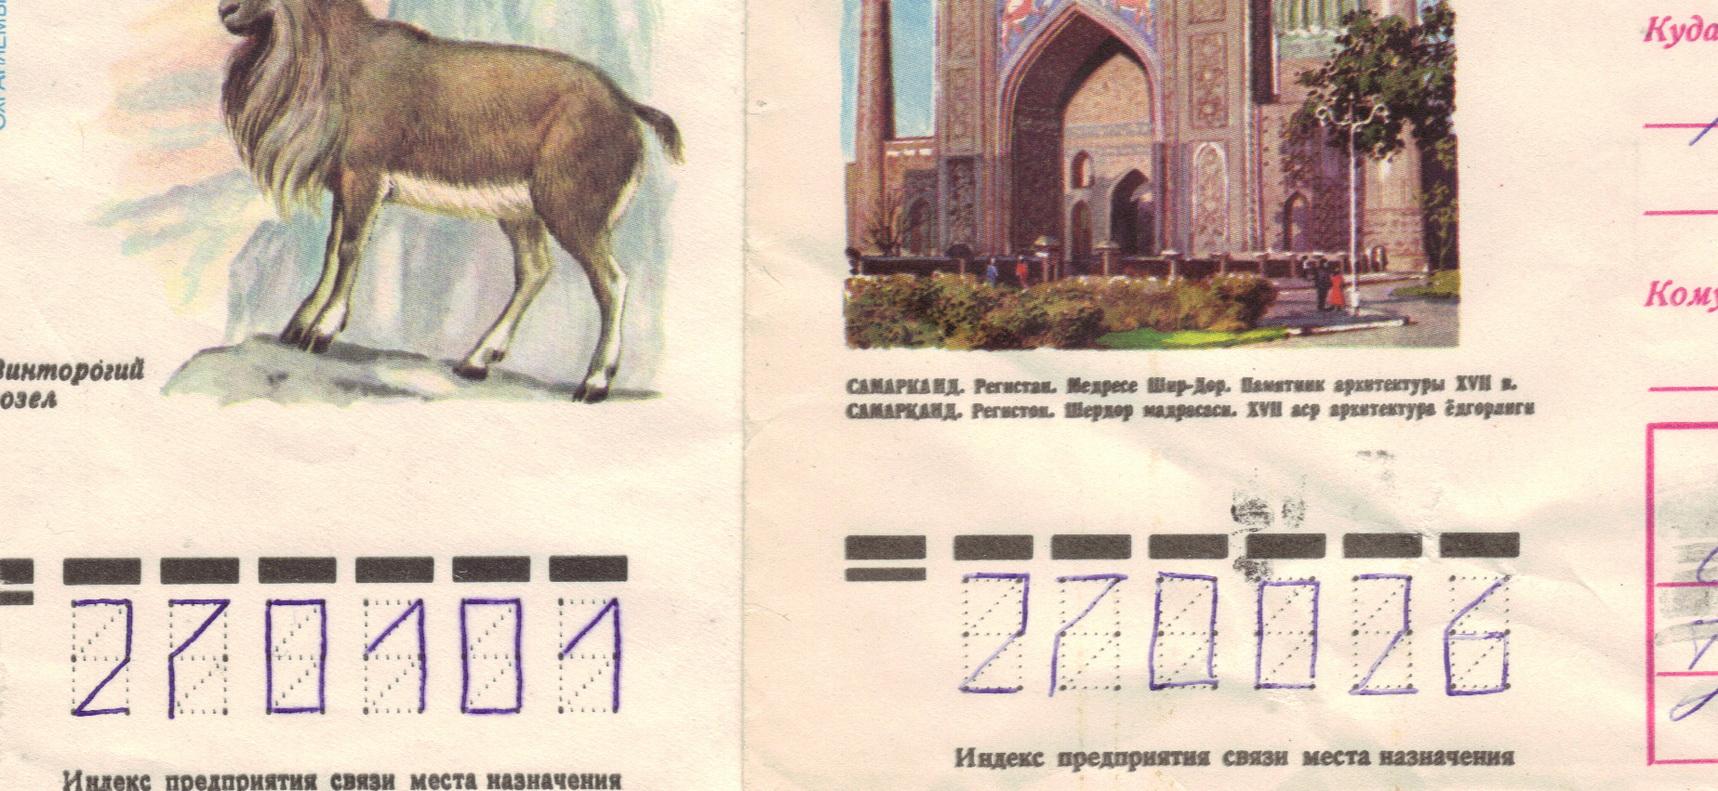 Винторогий
САМАРКАНД. Регистан. Медресе Шир-Дор. Памятник архитектуры XVII в.
САМАРҚАНД. Регистон. Шердор мадрасаси. XVII аср архитектура ёдгорлиги
270101
270026
Индекс предприятия связи места назначения
Индекс предприятия связи места назначения
Куда
Кому